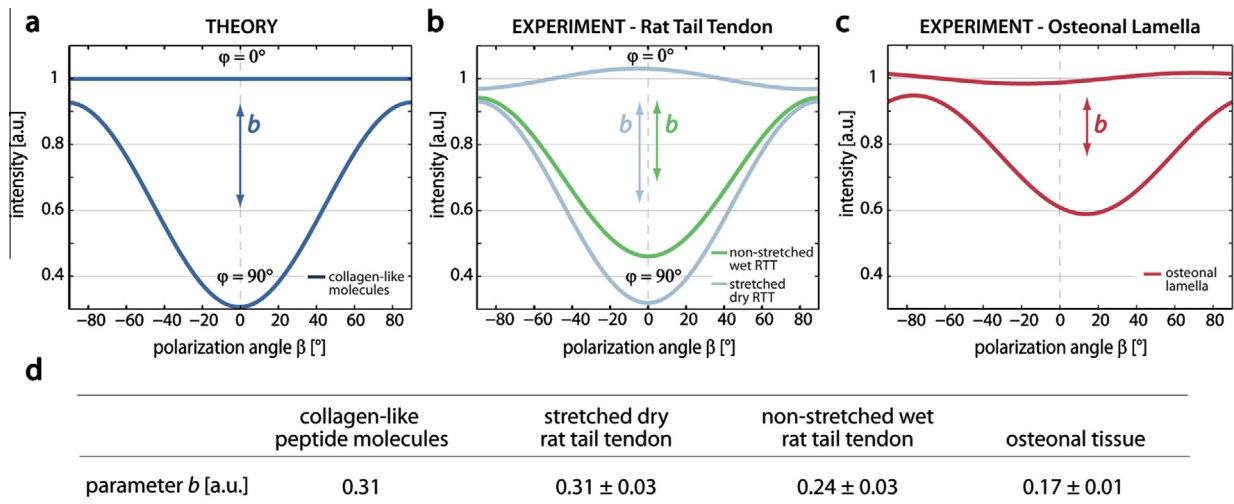 a THEORY
φ = 0°
1
0.8
0.6
0.4
b
φ = 90°
collagen-like
molecules
−80 −60 −40 −20 0 20 40 60 80
intensity [a.u.]
polarization angle β [°]
b EXPERIMENT - Rat Tail Tendon
φ = 0°
1
0.8
0.6
0.4
b b
φ = 90°
non-stretched
wet RTT
stretched
dry RTT
−80 −60 −40 −20 0 20 40 60 80
intensity [a.u.]
polarization angle β [°]
c EXPERIMENT - Osteonal Lamella
1
0.8
0.6
0.4
b
osteonal
lamella
−80 −60 −40 −20 0 20 40 60 80
intensity [a.u.]
polarization angle β [°]
d
collagen-like
peptide molecules
stretched dry
rat tail tendon
non-stretched wet
rat tail tendon
osteonal tissue
parameter b [a.u.] 0.31 0.31 ± 0.03 0.24 ± 0.03 0.17 ± 0.01